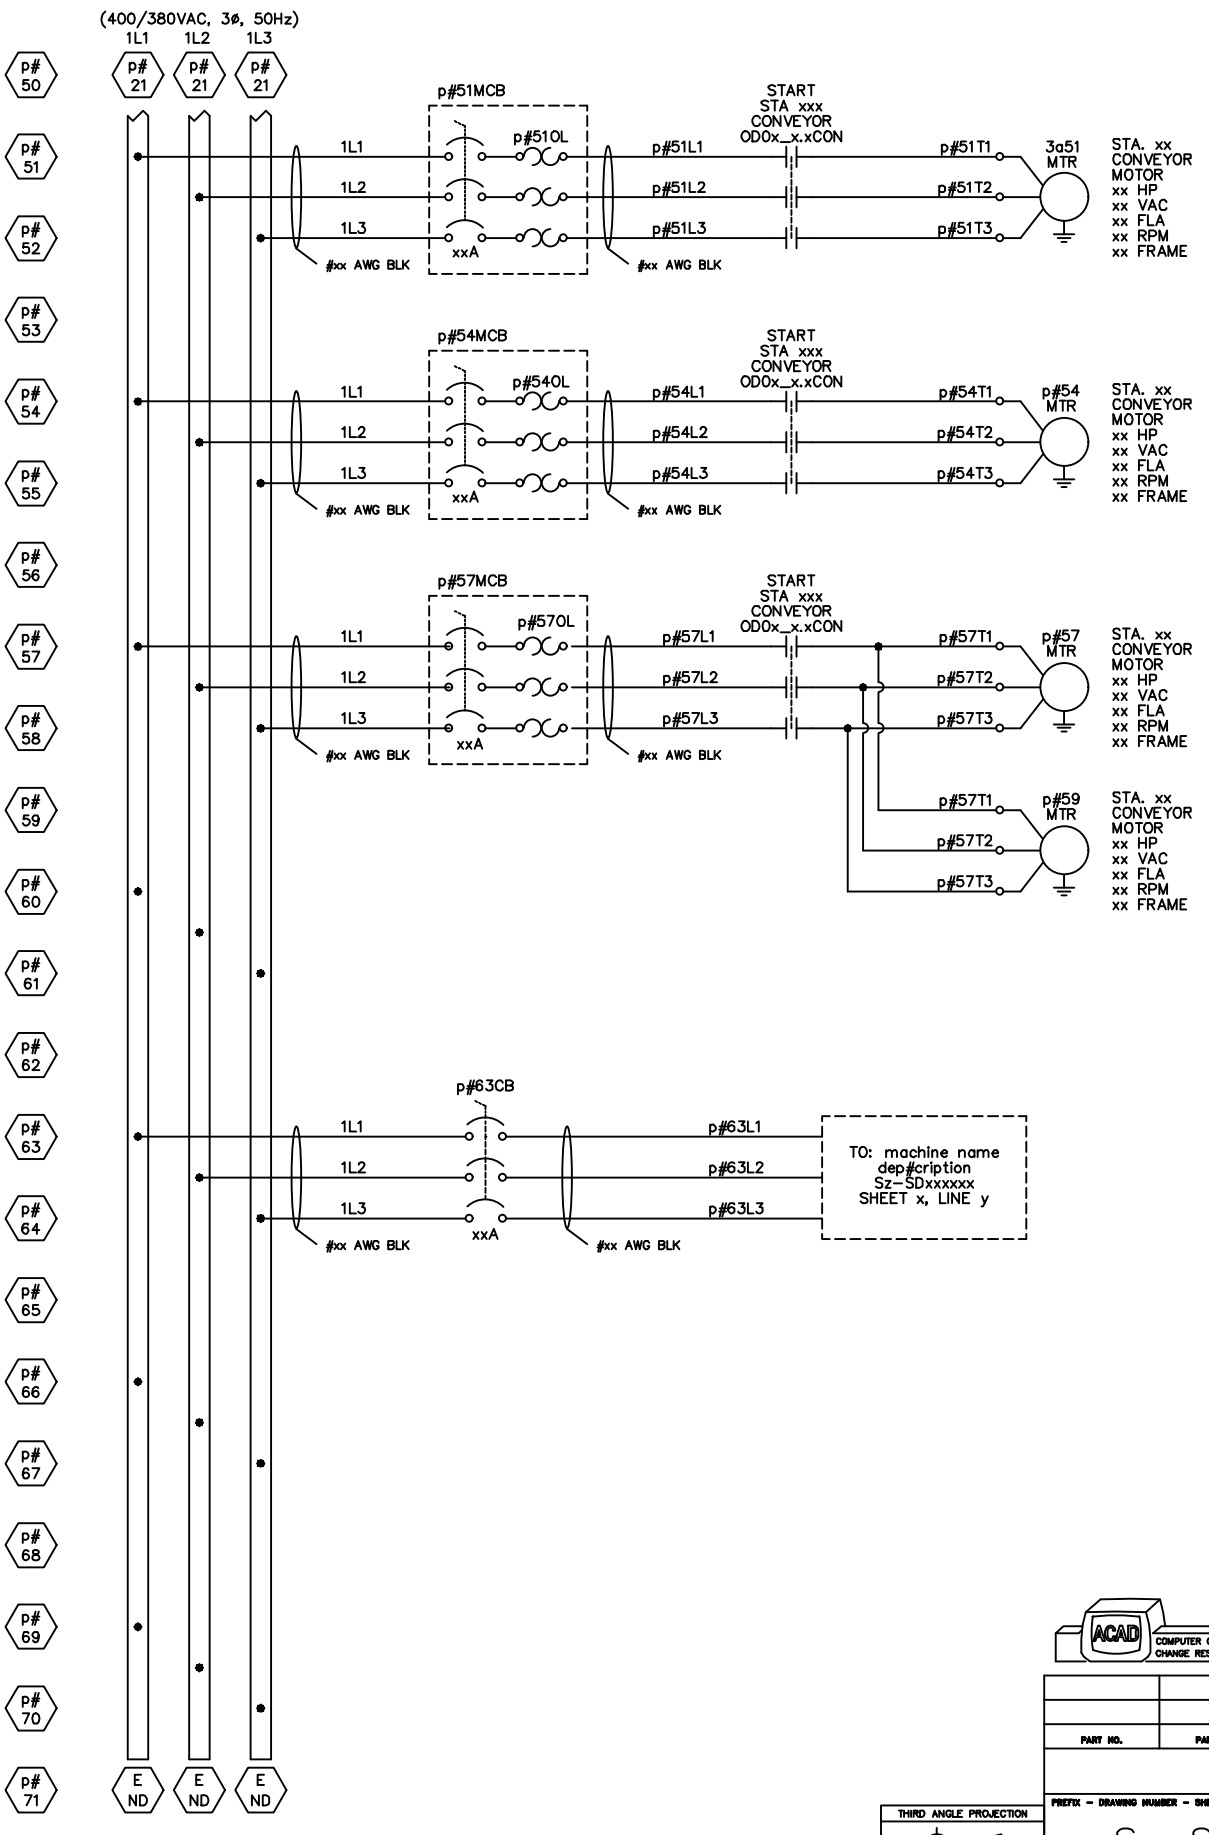 (400/380VAC, 3ø, 50Hz)
1L1 1L2 1L3
p# 50
p# 21
p# 21
p# 21
p#51MCB
START
STA xxx
CONVEYOR
ODOx_x.xCON
p# 51
1L1
p#51OL
p#51L1
p#51T1
3a51
MTR
STA. xx
CONVEYOR
MOTOR
xx HP
xx VAC
xx FLA
xx RPM
xx FRAME
1L2
p#51L2
p#51T2
p# 52
1L3
xxA
p#51L3
p#51T3
#xx AWG BLK
#xx AWG BLK
p# 53
p#54MCB
START
STA xxx
CONVEYOR
ODOx_x.xCON
p# 54
1L1
p#54OL
p#54L1
p#54T1
p#54
MTR
STA. xx
CONVEYOR
MOTOR
xx HP
xx VAC
xx FLA
xx RPM
xx FRAME
1L2
p#54L2
p#54T2
p# 55
1L3
xxA
p#54L3
p#54T3
#xx AWG BLK
#xx AWG BLK
p# 56
p#57MCB
START
STA xxx
CONVEYOR
ODOx_x.xCON
p# 57
1L1
p#57OL
p#57L1
p#57T1
p#57
MTR
STA. xx
CONVEYOR
MOTOR
xx HP
xx VAC
xx FLA
xx RPM
xx FRAME
1L2
p#57L2
p#57T2
p# 58
1L3
xxA
p#57L3
p#57T3
#xx AWG BLK
#xx AWG BLK
p# 59
p#57T1
p#59
MTR
STA. xx
CONVEYOR
MOTOR
xx HP
xx VAC
xx FLA
xx RPM
xx FRAME
p#57T2
p# 60
p#57T3
p# 61
p# 62
p#63CB
p# 63
1L1
p#63L1
TO: machine name
dep#cription
Sz-SDxxxxxx
SHEET x, LINE y
1L2
p#63L2
p# 64
1L3
xxA
p#63L3
#xx AWG BLK
#xx AWG BLK
p# 65
p# 66
p# 67
p# 68
p# 69
ACAD
COMPUTER
CHANGE
p# 70
PART NO.
p# 71
E ND
E ND
E ND
PREFIX - DRAWING NUMBER -
THIRD ANGLE PROJECTION